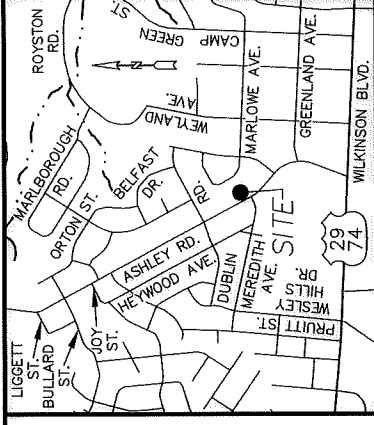 ROYSTON
RD.
CAMP
GREEN
ST.
MARLBOROUGH
RD.
ORTON ST.
BELFAST
DR.
WEYLAND
AVE.
MARLOWE AVE.
GREENLAND AVE.
WILKINSON BLVD.
N
LIGGETT
ST.
BULLARD
ST.
JOY
ST.
ASHLEY RD.
HEYWOOD AVE.
DUBLIN
RD.
MEREDITH
AVE.
SITE
WESLEY
HILLS
DR.
PRUITT ST.
29
74